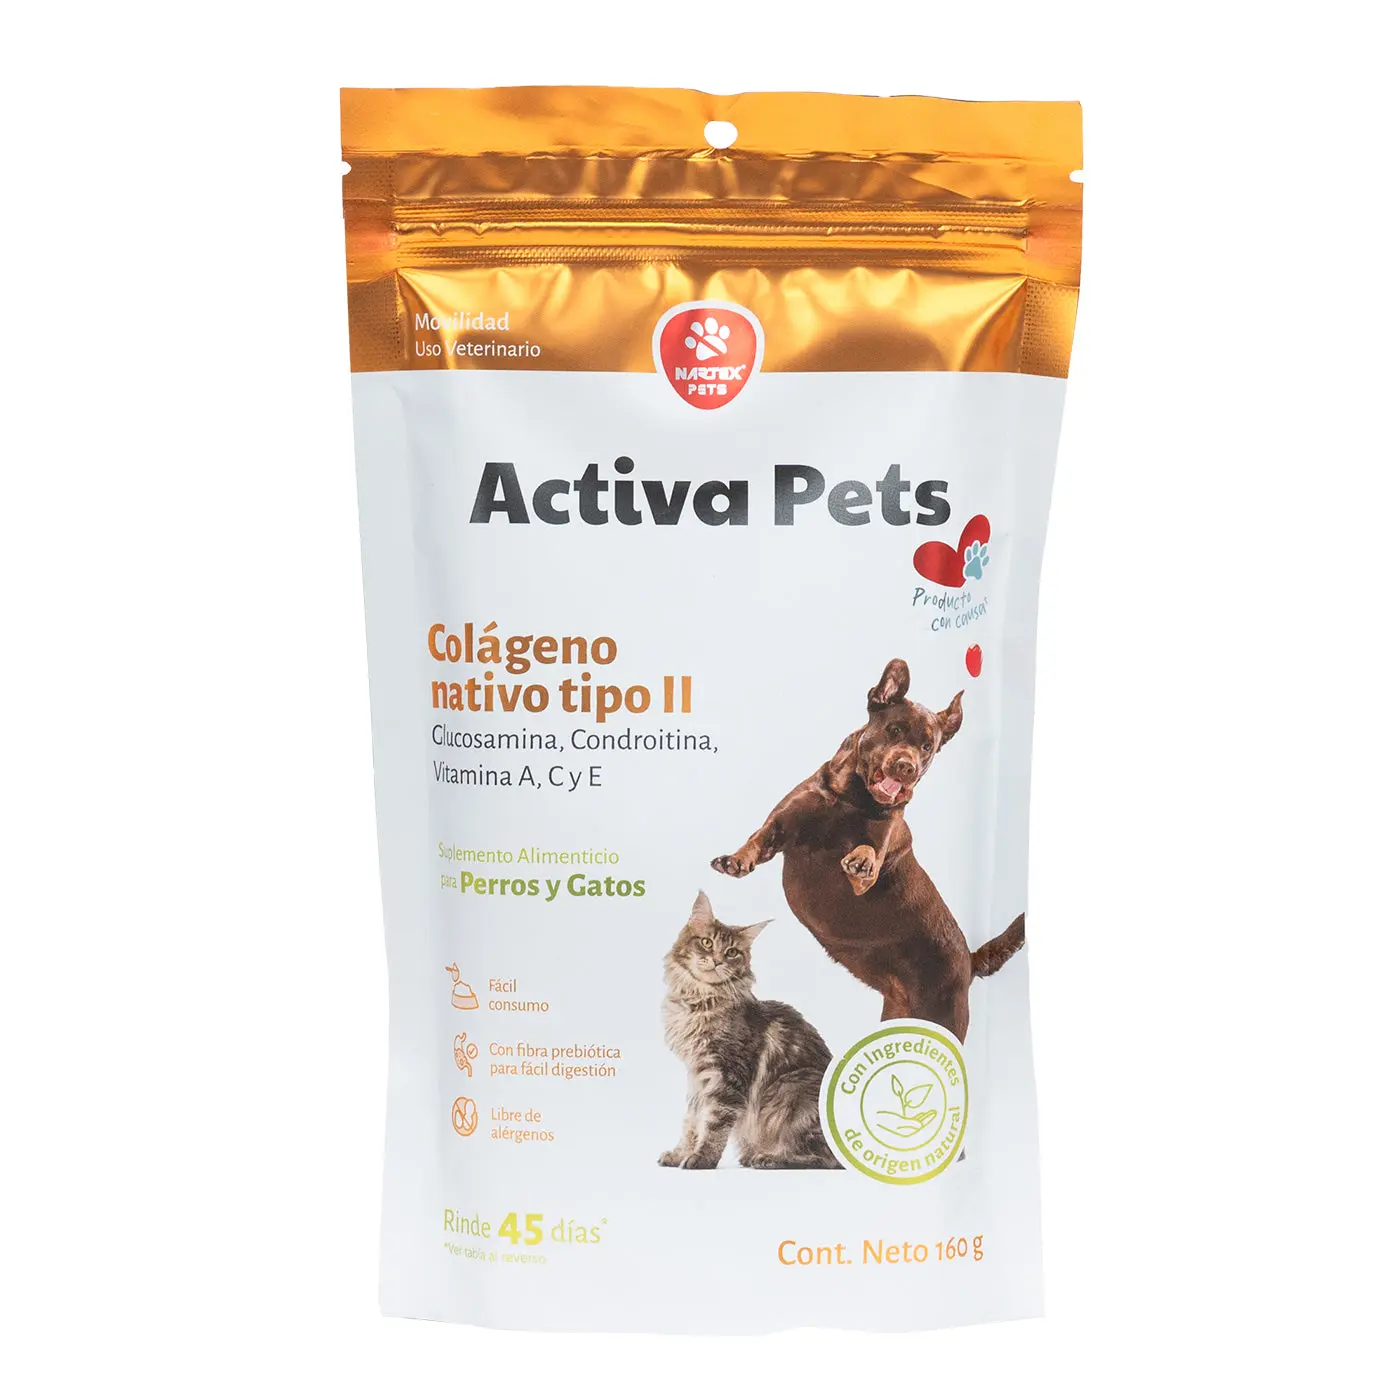 Movilidad
Uso Veterinario
NARTEX®
PETS
Activa Pets
Producto
con causa*
Colágeno
nativo tipo II
Glucosamina, Condroitina,
Vitamina A, C y E
Suplemento Alimenticio
para Perros y Gatos
Fácil
consumo
Con fibra prebiótica
para fácil digestión
Libre de
alérgenos
Con Ingredientes
de origen natural
Rinde 45 días*
*Ver tabla al reverso
Cont. Neto 160 g